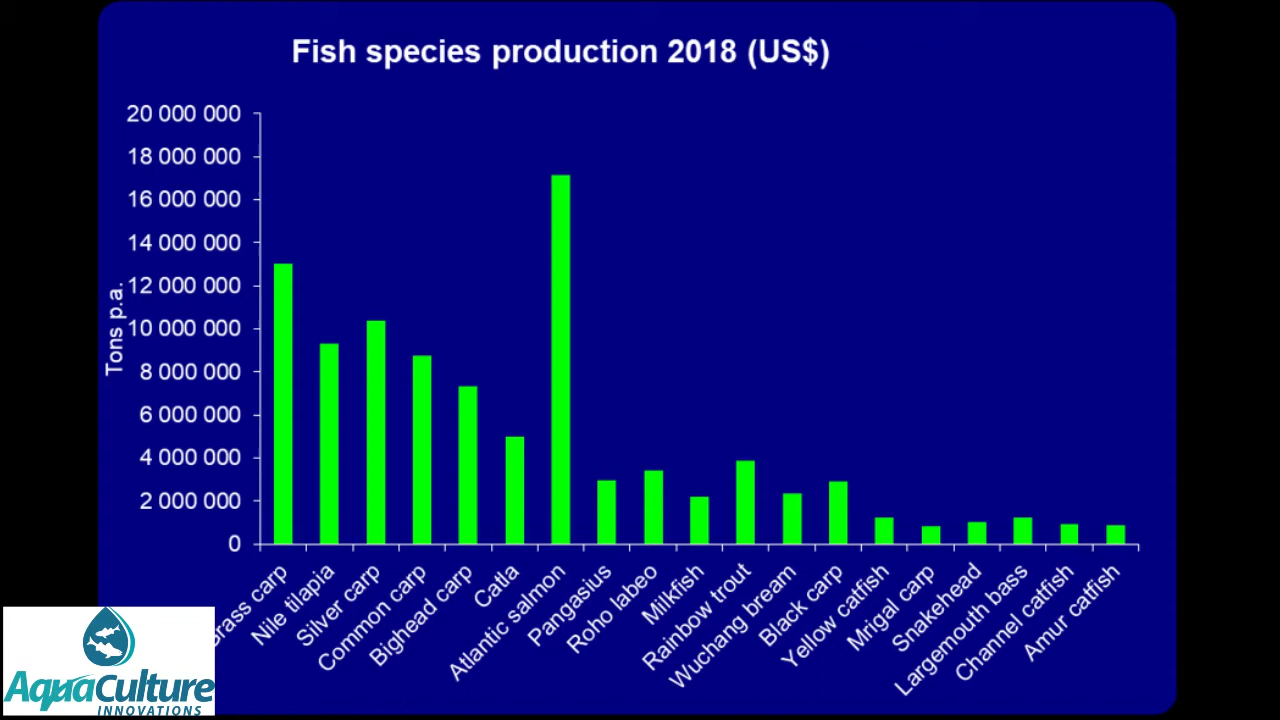 Fish species production 2018 (US$)
Tons p.a.
20 000 000
18 000 000
16 000 000
14 000 000
12 000 000
10 000 000
8 000 000
6 000 000
4 000 000
2 000 000
0
rass carp
Nile tilapia
Silver carp
Common carp
Bighead carp
Catla
Atlantic salmon
Pangasius
Roho labeo
Milkfish
Rainbow trout
Wuchang bream
Black carp
Yellow catfish
Mrigal carp
Snakehead
Largemouth bass
Channel catfish
Amur catfish
AquaCulture
INNOVATIONS